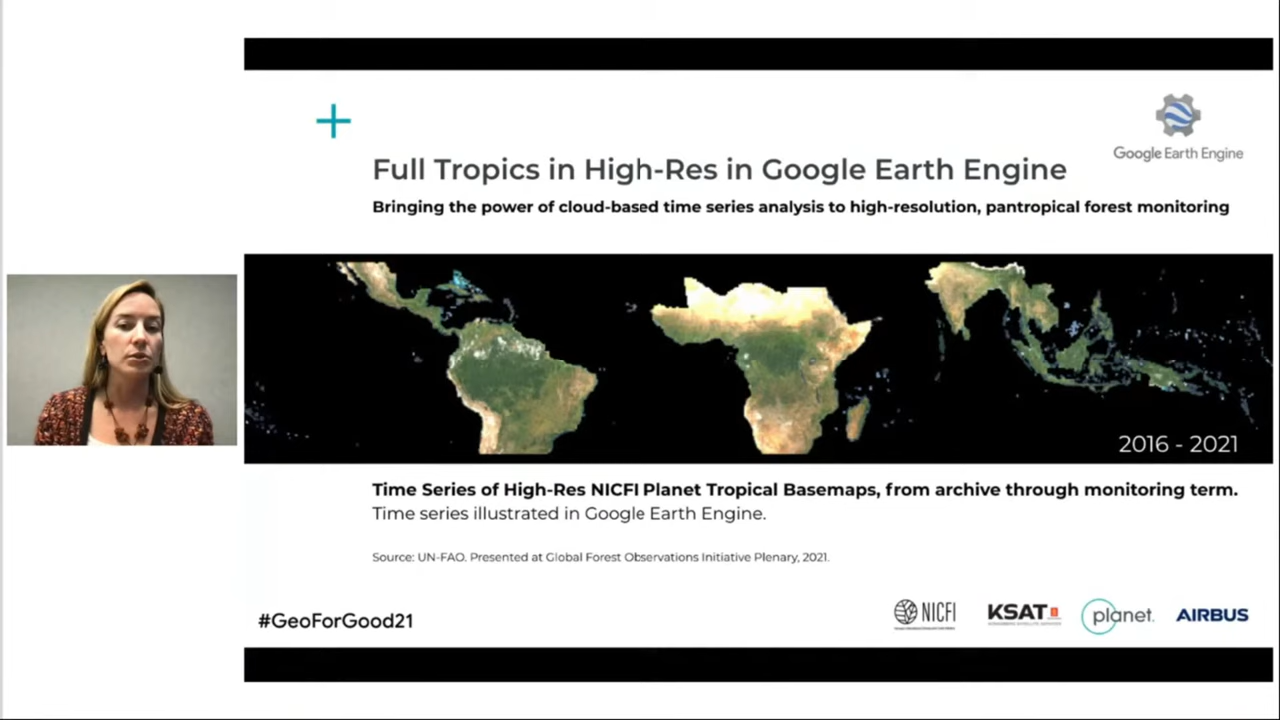 Google Earth Engine
Full Tropics in High-Res in Google Earth Engine
Bringing the power of cloud-based time series analysis to high-resolution, pantropical forest monitoring
2016 - 2021
Time Series of High-Res NICFI Planet Tropical Basemaps, from archive through monitoring term.
Time series illustrated in Google Earth Engine.
Source: UN-FAO. Presented at Global Forest Observations Initiative Plenary, 2021.
#GeoForGood21
NICFI
KSAT
planet.
AIRBUS